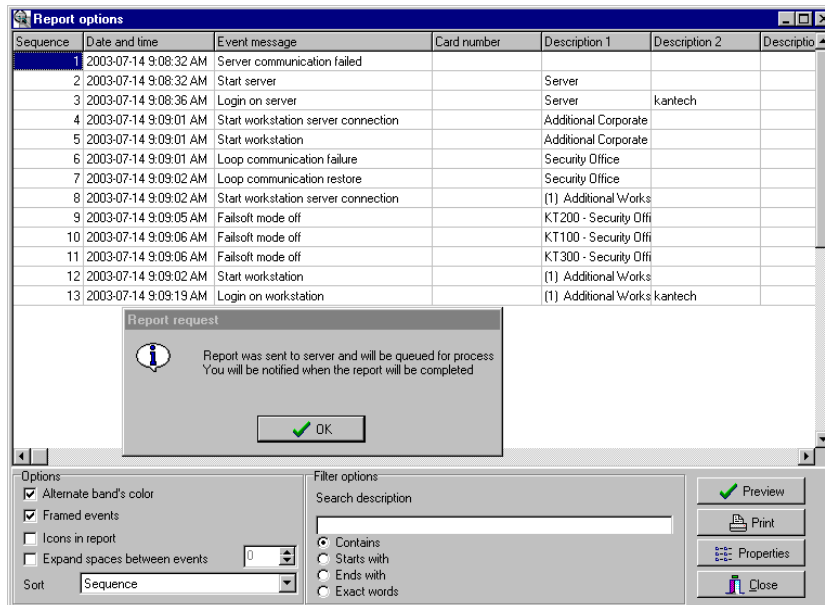 Report options
Sequence Date and time Event message Card number Description 1 Description 2 Descriptio
1 2003-07-14 9:08:32 AM Server communication failed
2 2003-07-14 9:08:32 AM Start server Server
3 2003-07-14 9:08:36 AM Login on server Server kantech
4 2003-07-14 9:09:01 AM Start workstation server connection Additional Corporate
5 2003-07-14 9:09:01 AM Start workstation Additional Corporate
6 2003-07-14 9:09:01 AM Loop communication failure Security Office
7 2003-07-14 9:09:02 AM Loop communication restore Security Office
8 2003-07-14 9:09:02 AM Start workstation server connection (1) Additional Works
9 2003-07-14 9:09:05 AM Failsoft mode off KT200 - Security Offi
10 2003-07-14 9:09:06 AM Failsoft mode off KT100 - Security Offi
11 2003-07-14 9:09:06 AM Failsoft mode off KT300 - Security Offi
12 2003-07-14 9:09:02 AM Start workstation (1) Additional Works
13 2003-07-14 9:09:19 AM Login on workstation (1) Additional Works kantech
Report request
Report was sent to server and will be queued for process
You will be notified when the report will be completed
OK
Options
Alternate band's color
Framed events
Icons in report
Expand spaces between events 0
Sort Sequence
Filter options
Search description
Contains
Starts with
Ends with
Exact words
Preview
Print
Properties
Close